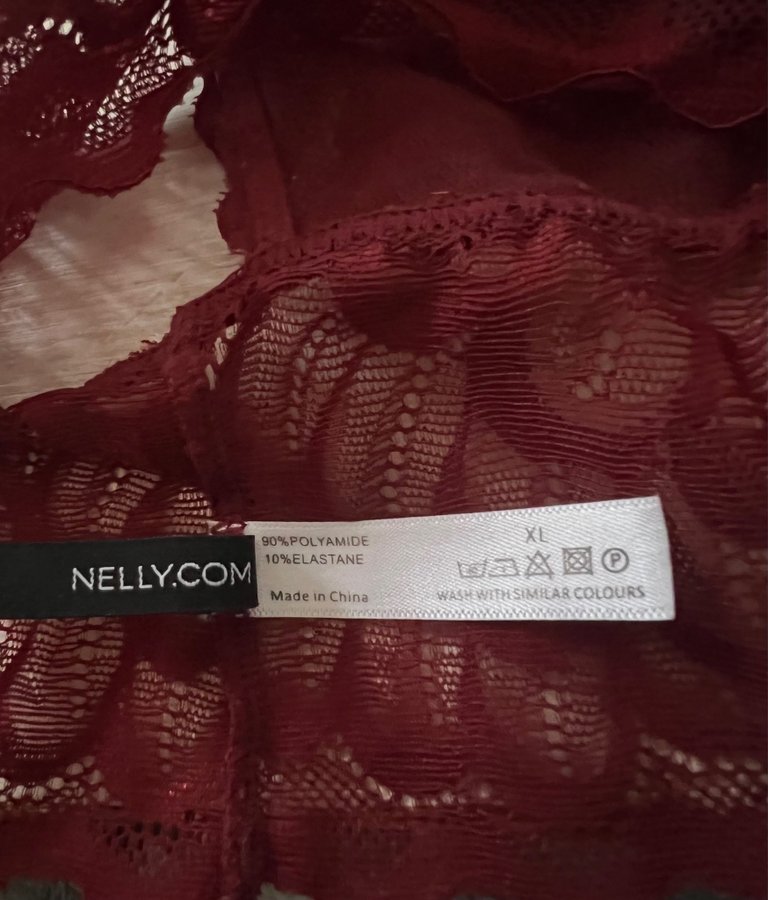 NELLY.COM
90%POLYAMIDE
10%ELASTANE
Made in China
XL
P
WASH WITH SIMILAR COLOURS